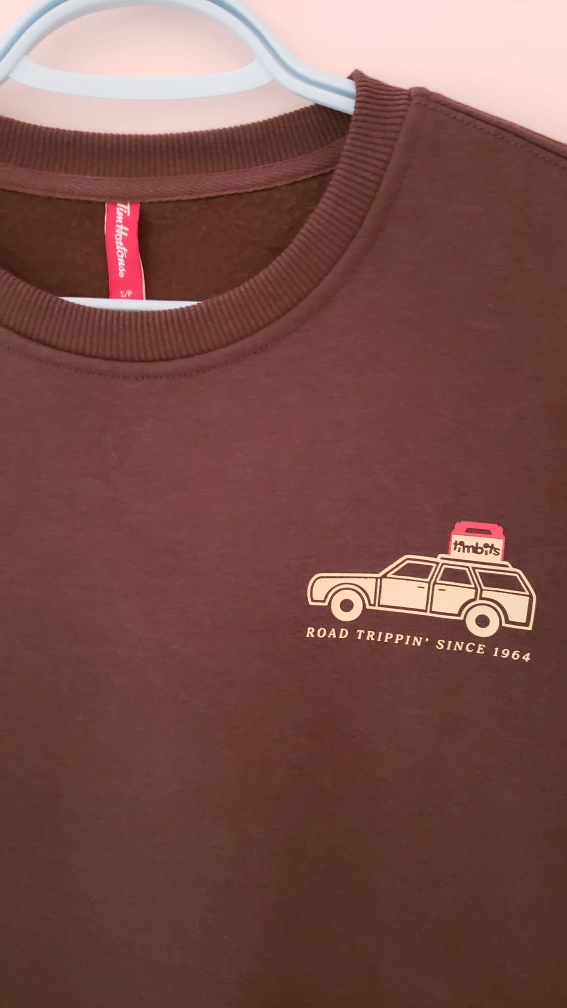 Tim Hortons®
S/P
timbits
ROAD TRIPPIN' SINCE 1964